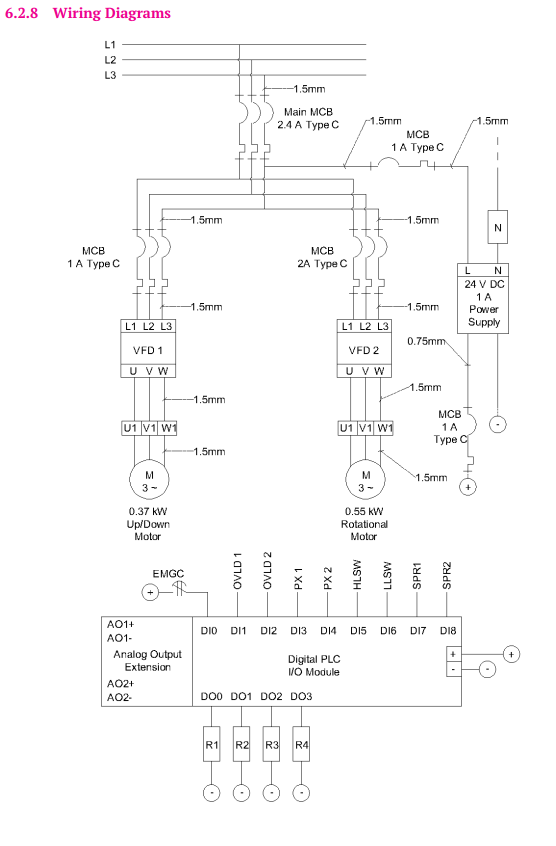 6.2.8 Wiring Diagrams
L1
L2
L3
1.5mm
Main MCB
2.4 A Type C
1.5mm
MCB
1 A Type C
1.5mm
1.5mm
1.5mm
N
MCB
1 A Type C
MCB
2A Type C
L N
24 V DC
1 A
Power
Supply
1.5mm
1.5mm
L1 L2 L3
VFD 1
U V W
L1 L2 L3
VFD 2
U V W
0.75mm
1.5mm
1.5mm
MCB
1 A
Type C
-
U1 V1 W1
U1 V1 W1
1.5mm
1.5mm
M
3 ~
M
3 ~
+
0.37 kW
Up/Down
Motor
0.55 kW
Rotational
Motor
EMGC
+
OVLD 1
OVLD 2
PX 1
PX 2
HLSW
LLSW
SPR1
SPR2
AO1+
AO1-
Analog Output
Extension
AO2+
AO2-
DI0 DI1 DI2 DI3 DI4 DI5 DI6 DI7 DI8
Digital PLC
I/O Module
+ +
- -
DO0 DO1 DO2 DO3
R1 R2 R3 R4
- - - -